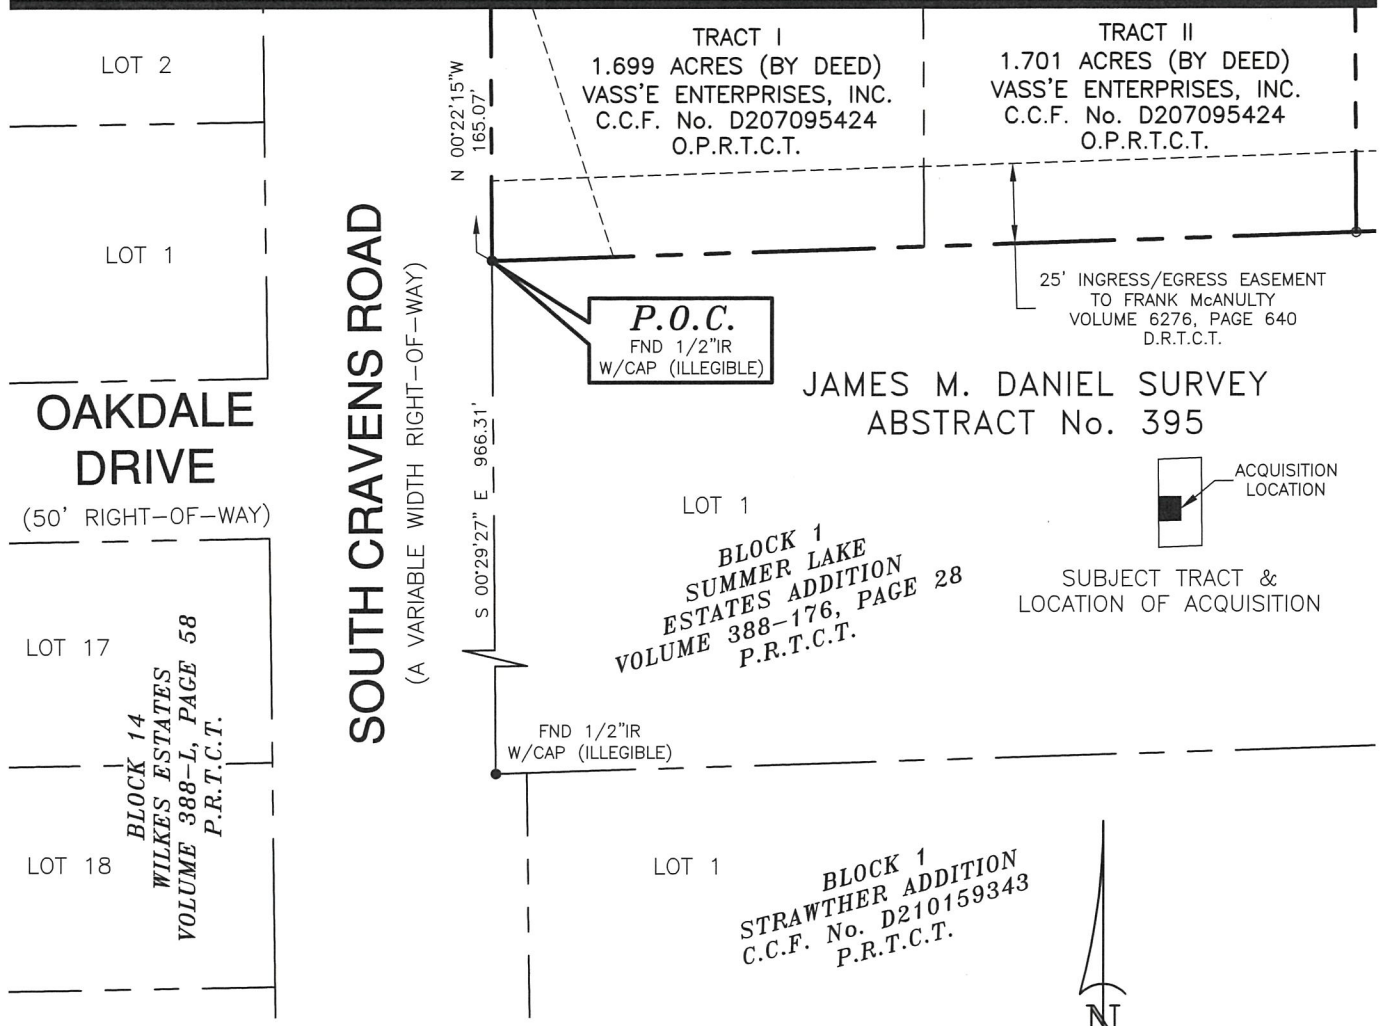 LOT 2
LOT 1
OAKDALE
DRIVE
(50' RIGHT-OF-WAY)
LOT 17
BLOCK 14
WILKES ESTATES
VOLUME 388-L, PAGE 58
P.R.T.C.T.
LOT 18
SOUTH CRAVENS ROAD
(A VARIABLE WIDTH RIGHT-OF-WAY)
N 00°22'15"W
165.07'
TRACT I
1.699 ACRES (BY DEED)
VASS'E ENTERPRISES, INC.
C.C.F. No. D207095424
O.P.R.T.C.T.
TRACT II
1.701 ACRES (BY DEED)
VASS'E ENTERPRISES, INC.
C.C.F. No. D207095424
O.P.R.T.C.T.
25' INGRESS/EGRESS EASEMENT
TO FRANK McANULTY
VOLUME 6276, PAGE 640
D.R.T.C.T.
P.O.C.
FND 1/2"IR
W/CAP (ILLEGIBLE)
JAMES M. DANIEL SURVEY
ABSTRACT No. 395
S 00°29'27" E 966.31'
ACQUISITION
LOCATION
SUBJECT TRACT &
LOCATION OF ACQUISITION
LOT 1
BLOCK 1
SUMMER LAKE
ESTATES ADDITION
VOLUME 388-176, PAGE 28
P.R.T.C.T.
FND 1/2"IR
W/CAP (ILLEGIBLE)
LOT 1
BLOCK 1
STRAWTHER ADDITION
C.C.F. No. D210159343
P.R.T.C.T.
N